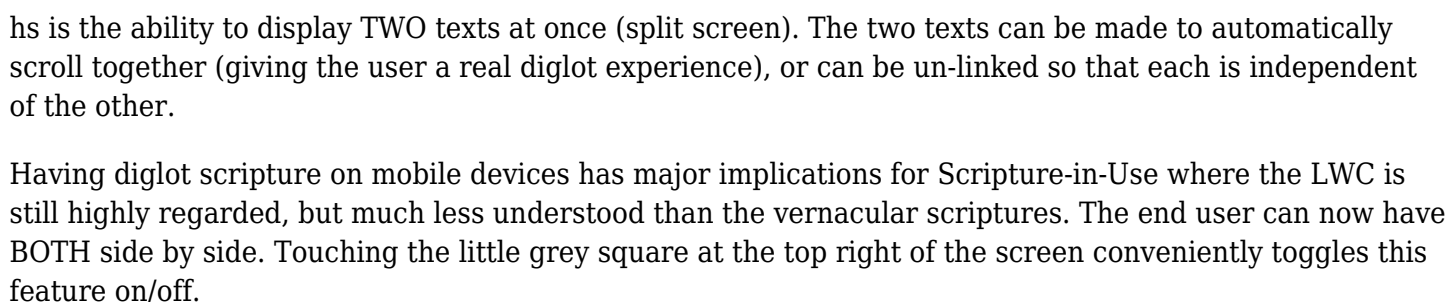 hs is the ability to display TWO texts at once (split screen). The two texts can be made to automatically
scroll together (giving the user a real diglot experience), or can be un-linked so that each is independent
of the other.
Having diglot scripture on mobile devices has major implications for Scripture-in-Use where the LWC is
still highly regarded, but much less understood than the vernacular scriptures. The end user can now have
BOTH side by side. Touching the little grey square at the top right of the screen conveniently toggles this
feature on/off.